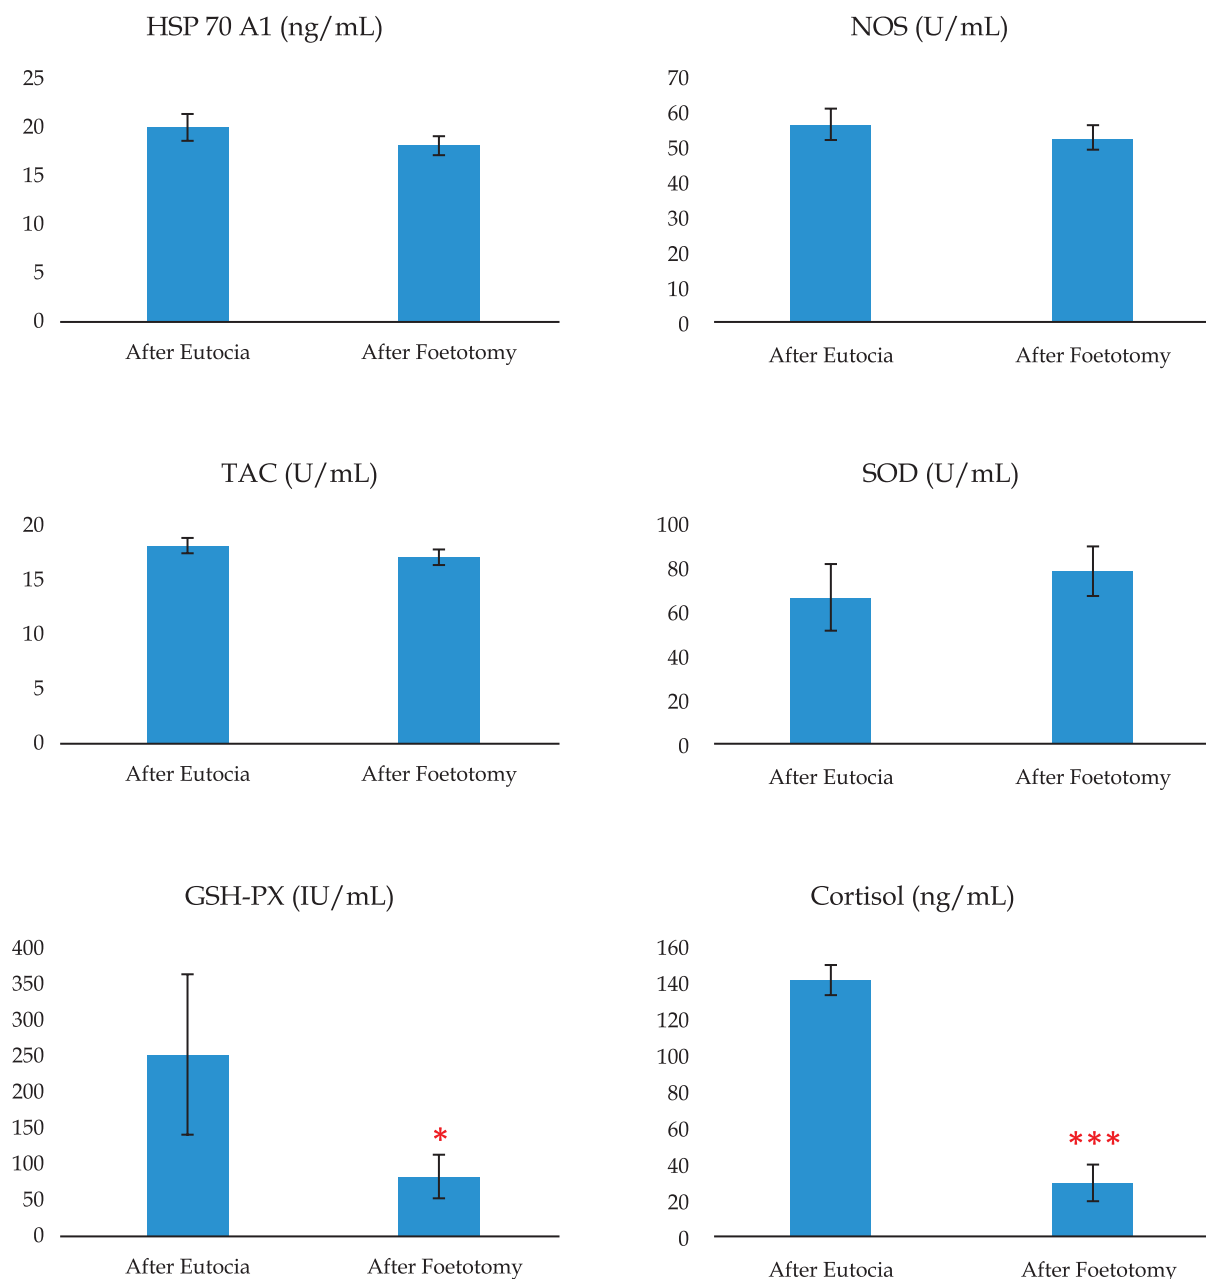 HSP 70 A1 (ng/mL)
25
20
15
10
5
0
After Eutocia
After Foetotomy
NOS (U/mL)
70
60
50
40
30
20
10
0
After Eutocia
After Foetotomy
TAC (U/mL)
20
15
10
5
0
After Eutocia
After Foetotomy
SOD (U/mL)
100
80
60
40
20
0
After Eutocia
After Foetotomy
GSH-PX (IU/mL)
400
350
300
250
200
150
100
50
0
*
After Eutocia
After Foetotomy
Cortisol (ng/mL)
160
140
120
100
80
60
40
20
0
***
After Eutocia
After Foetotomy